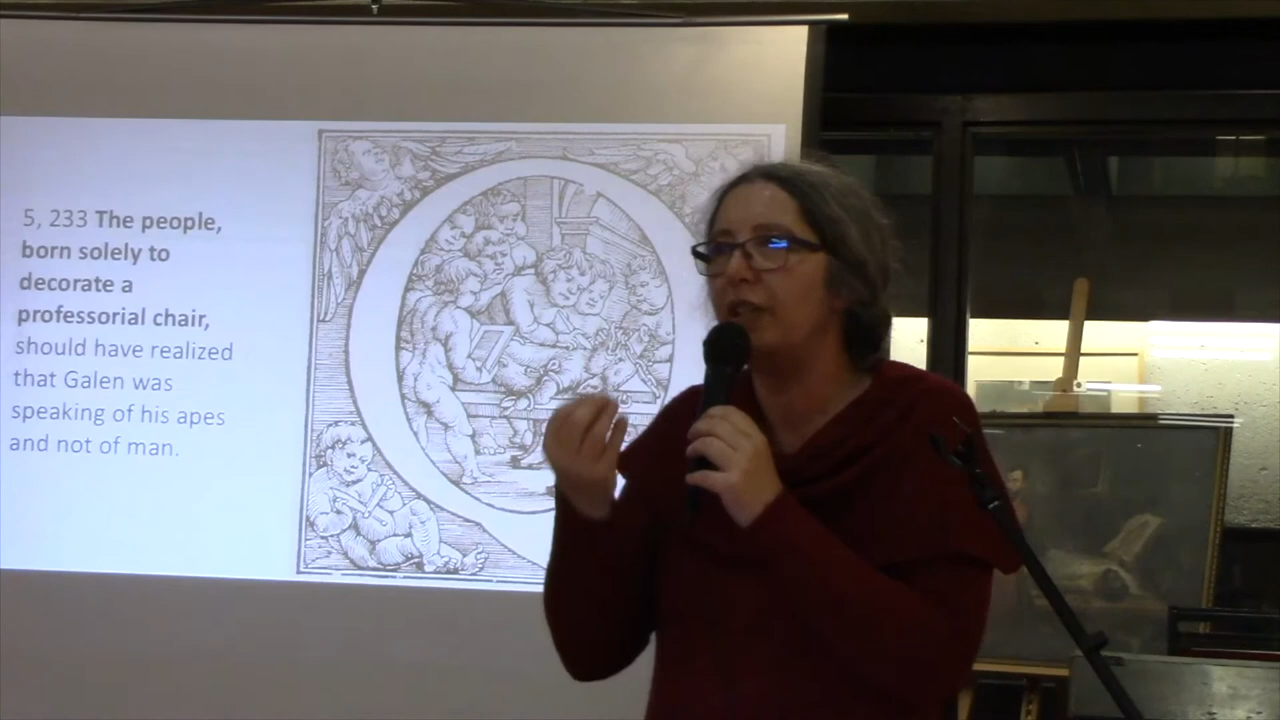 5, 233 The people,
born solely to
decorate a
professorial chair,
should have realized
that Galen was
speaking of his apes
and not of man.